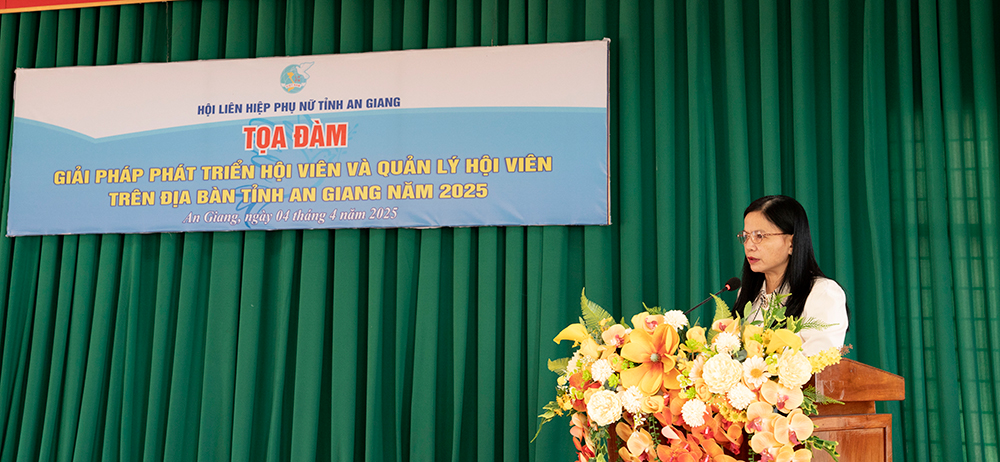 HỘI LIÊN HIỆP PHỤ NỮ TỈNH AN GIANG
TỌA ĐÀM
GIẢI PHÁP PHÁT TRIỂN HỘI VIÊN VÀ QUẢN LÝ HỘI VIÊN
TRÊN ĐỊA BÀN TỈNH AN GIANG NĂM 2025
An Giang, ngày 04 tháng 4 năm 2025